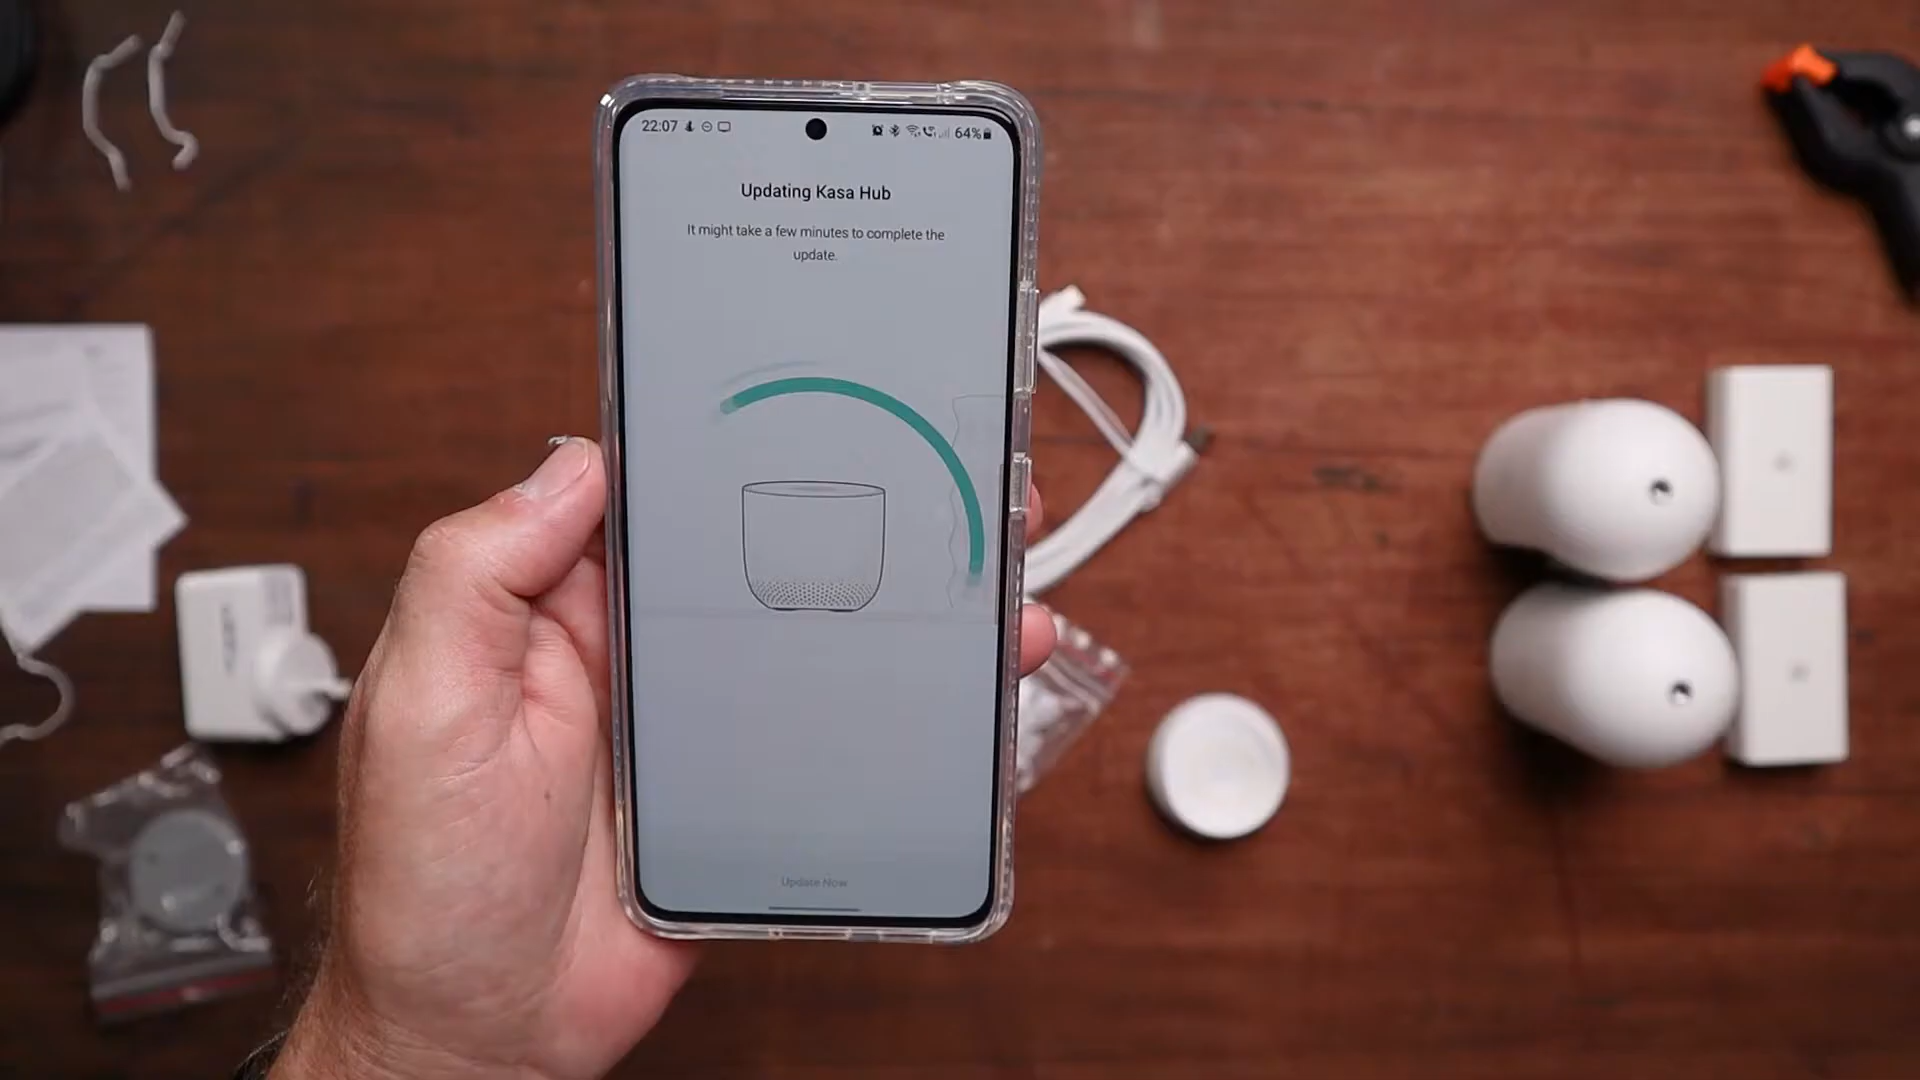 22:07
64%
Updating Kasa Hub
It might take a few minutes to complete the
update.
Update Now